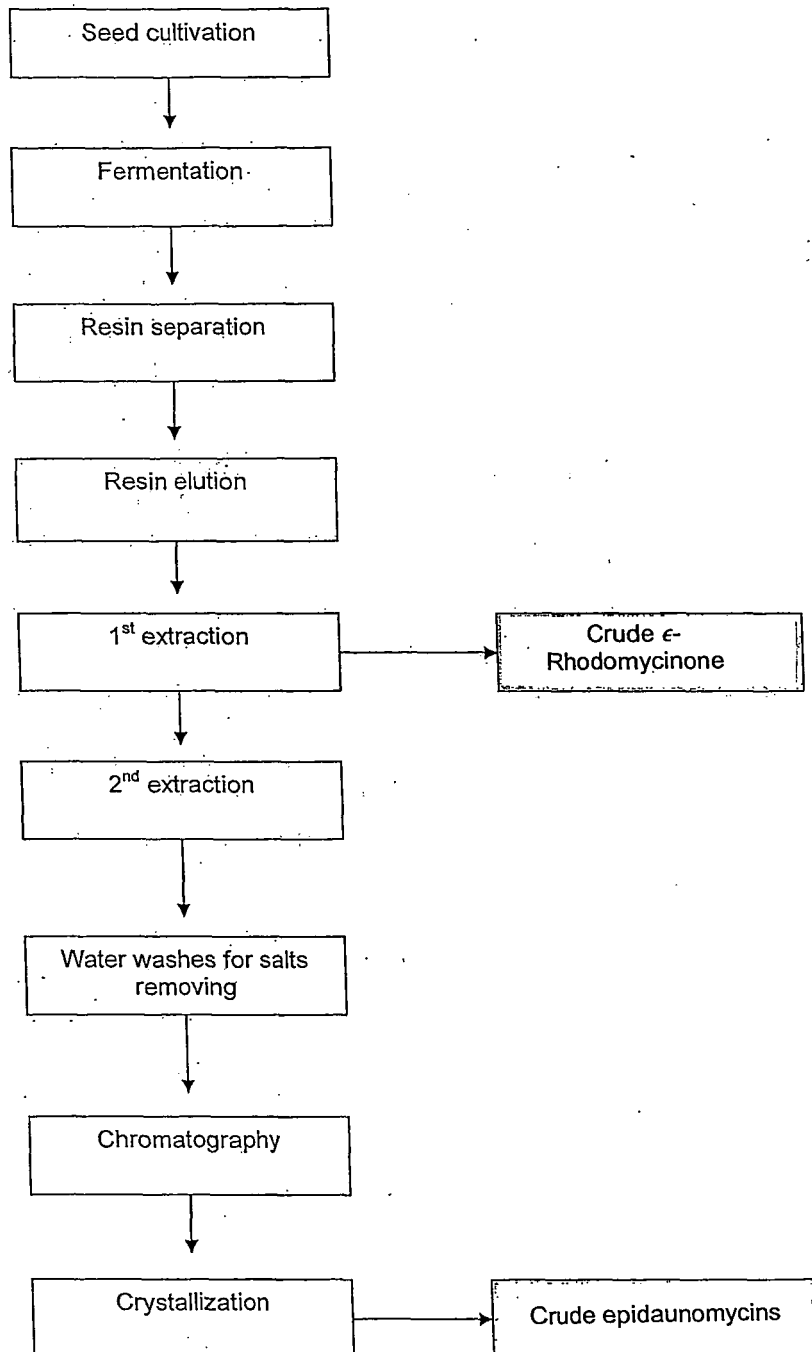 Seed cultivation
Fermentation
Resin separation
Resin elution
1st extraction
Crude ϵ-
Rhodomycinone
2nd extraction
Water washes for salts
removing
Chromatography
Crystallization
Crude epidaunomycins